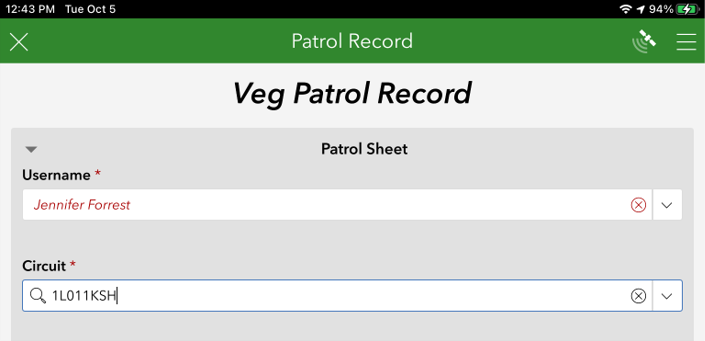 12:43 PM Tue Oct 5 94%
Patrol Record
Veg Patrol Record
Patrol Sheet
Username *
Jennifer Forrest
Circuit *
1L011KSH